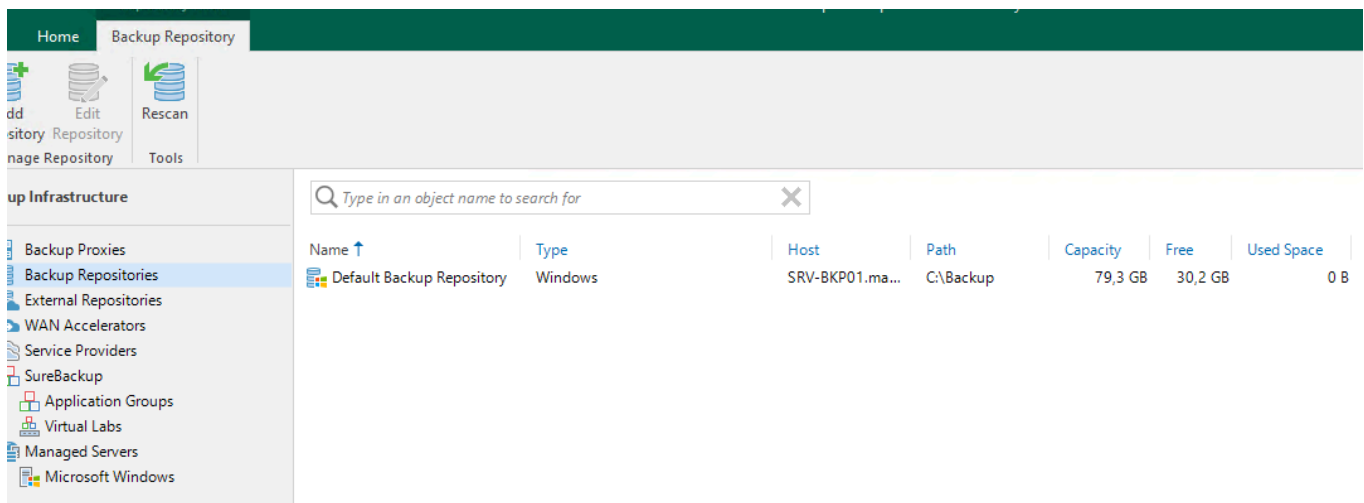 Home Backup Repository
dd
sitory
Edit
Repository
Rescan
nage Repository Tools
up Infrastructure
Type in an object name to search for
Backup Proxies
Backup Repositories
External Repositories
WAN Accelerators
Service Providers
SureBackup
Application Groups
Virtual Labs
Managed Servers
Microsoft Windows
Name Type Host Path Capacity Free Used Space
Default Backup Repository Windows SRV-BKP01.ma... C:\Backup 79,3 GB 30,2 GB 0 B